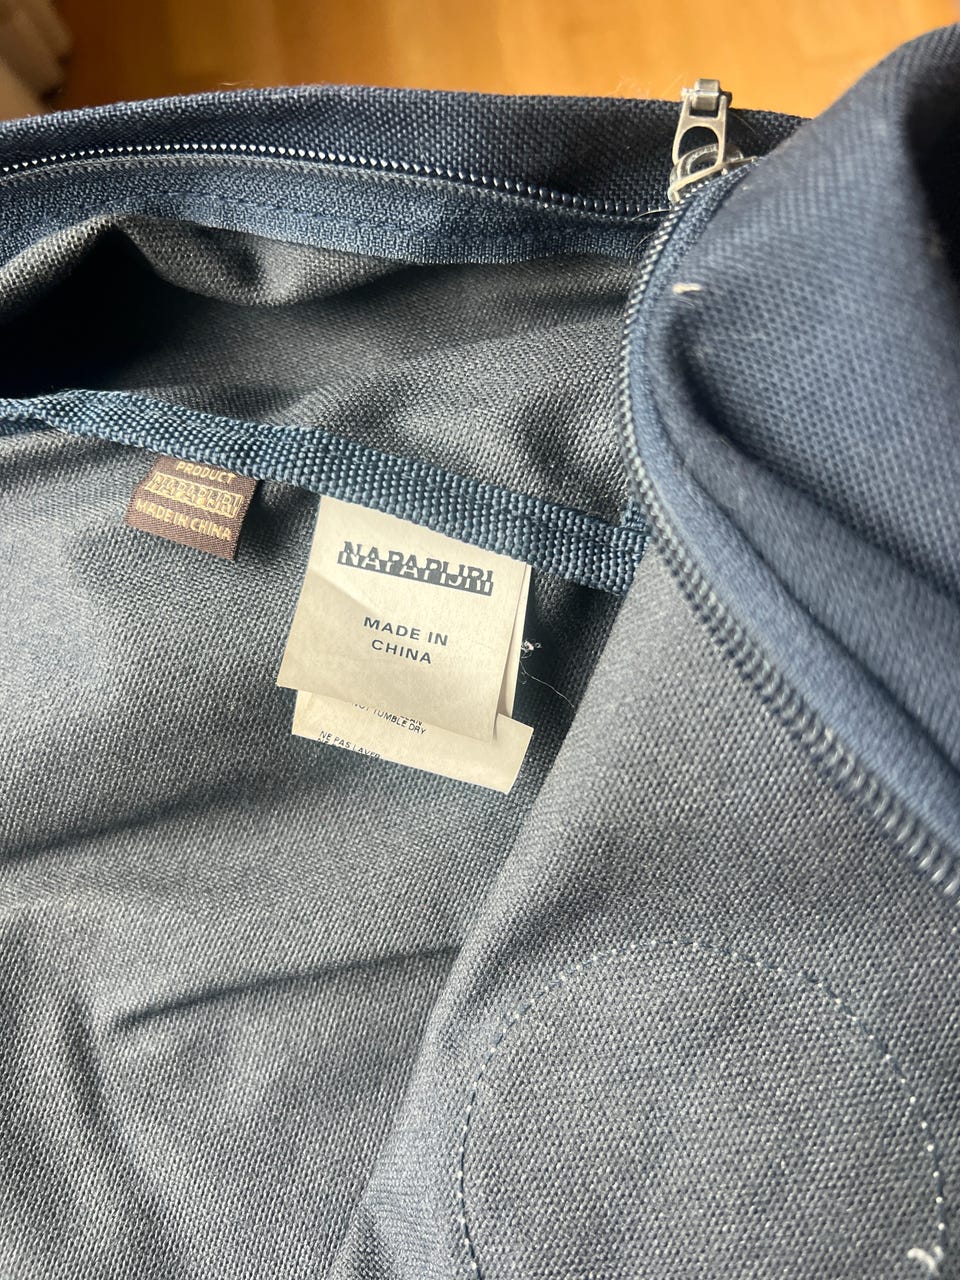 PRODUCT
NAPAPIJRI
MADE IN CHINA
NAPAPIJRI
MADE IN
CHINA
NOT TUMBLE DRY
NE PAS LAVER